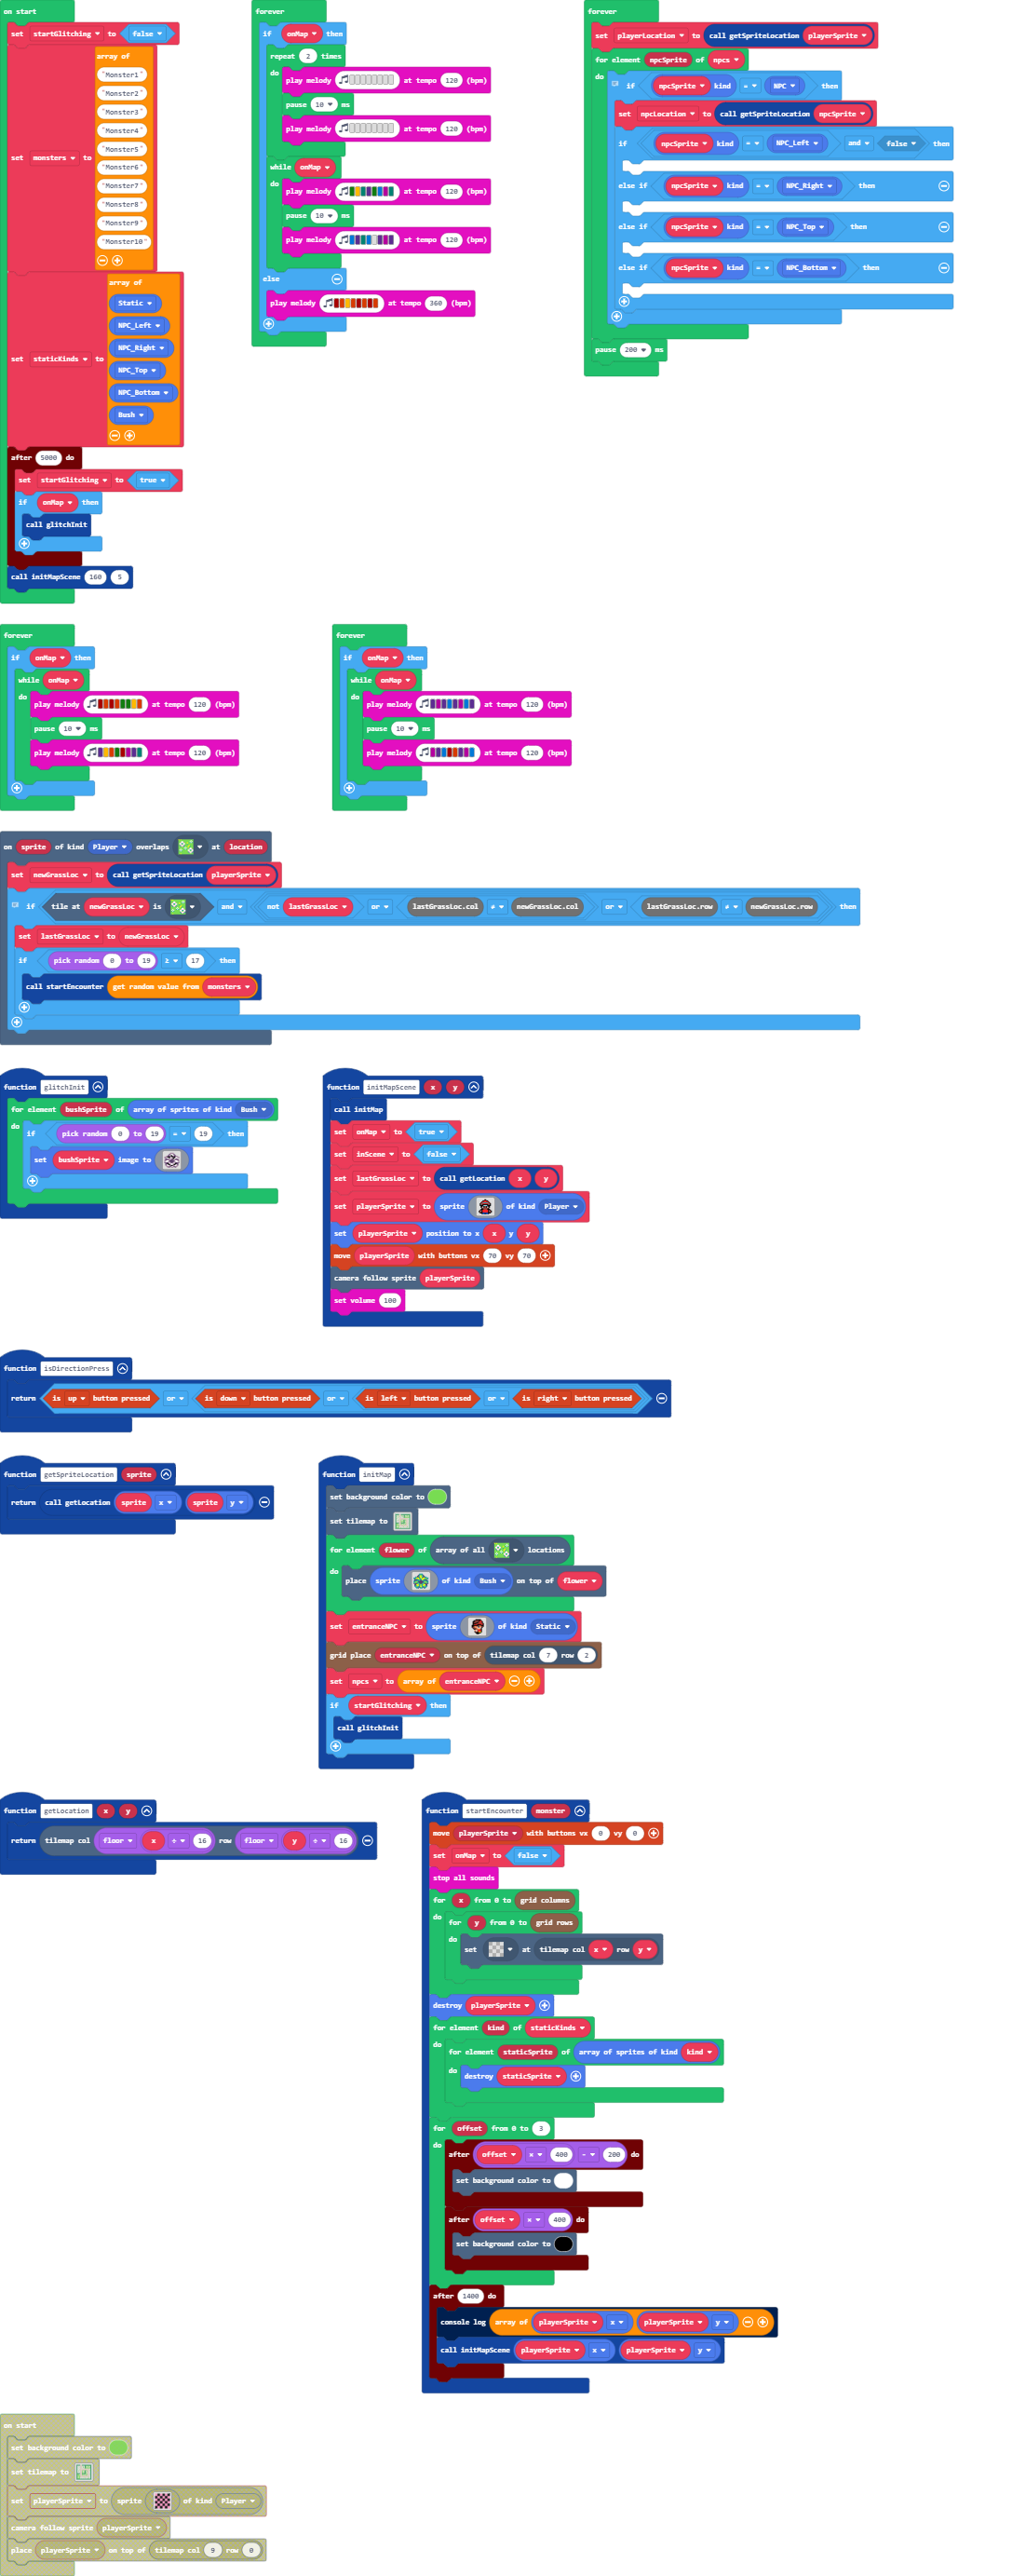 on start
set startGlitching to false
set monsters to array of
"Monster1"
"Monster2"
"Monster3"
"Monster4"
"Monster5"
"Monster6"
"Monster7"
"Monster8"
"Monster9"
"Monster10"
set staticKinds to array of
Static
NPC_Left
NPC_Right
NPC_Top
NPC_Bottom
Bush
after 5000 do
set startGlitching to true
if onMap then
call glitchInit
call initMapScene 160 5
forever
if onMap then
repeat 2 times
do
play melody at tempo 120 (bpm)
pause 10 ms
play melody at tempo 120 (bpm)
while onMap
do
play melody at tempo 120 (bpm)
pause 10 ms
play melody at tempo 120 (bpm)
else
play melody at tempo 360 (bpm)
forever
set playerLocation to call getSpriteLocation playerSprite
for element npcSprite of npcs
do
if npcSprite kind = NPC then
set npcLocation to call getSpriteLocation npcSprite
if npcSprite kind = NPC_Left and false then
else if npcSprite kind = NPC_Right then
else if npcSprite kind = NPC_Top then
else if npcSprite kind = NPC_Bottom then
pause 200 ms
forever
if onMap then
while onMap
do
play melody at tempo 120 (bpm)
pause 10 ms
play melody at tempo 120 (bpm)
forever
if onMap then
while onMap
do
play melody at tempo 120 (bpm)
pause 10 ms
play melody at tempo 120 (bpm)
on sprite of kind Player overlaps at location
set newGrassLoc to call getSpriteLocation playerSprite
if tile at newGrassLoc is and not lastGrassLoc or lastGrassLoc.col ≠ newGrassLoc.col or lastGrassLoc.row ≠ newGrassLoc.row then
set lastGrassLoc to newGrassLoc
if pick random 0 to 19 ≥ 17 then
call startEncounter get random value from monsters
function glitchInit
for element bushSprite of array of sprites of kind Bush
do
if pick random 0 to 19 = 19 then
set bushSprite image to
function initMapScene x y
call initMap
set onMap to true
set inScene to false
set lastGrassLoc to call getLocation x y
set playerSprite to sprite of kind Player
set playerSprite position to x x y y
move playerSprite with buttons vx 70 vy 70
camera follow sprite playerSprite
set volume 100
function isDirectionPress
return is up button pressed or is down button pressed or is left button pressed or is right button pressed
function getSpriteLocation sprite
return call getLocation sprite x sprite y
function initMap
set background color to
set tilemap to
for element flower of array of all locations
do
place sprite of kind Bush on top of flower
set entranceNPC to sprite of kind Static
grid place entranceNPC on top of tilemap col 7 row 2
set npcs to array of entranceNPC
if startGlitching then
call glitchInit
function getLocation x y
return tilemap col floor x ÷ 16 row floor y ÷ 16
function startEncounter monster
move playerSprite with buttons vx 0 vy 0
set onMap to false
stop all sounds
for x from 0 to grid columns
do
for y from 0 to grid rows
do
set at tilemap col x row y
destroy playerSprite
for element kind of staticKinds
do
for element staticSprite of array of sprites of kind kind
do
destroy staticSprite
for offset from 0 to 3
do
after offset × 400 - 200 do
set background color to
after offset × 400 do
set background color to
after 1400 do
console log array of playerSprite x playerSprite y
call initMapScene playerSprite x playerSprite y
on start
set background color to
set tilemap to
set playerSprite to sprite of kind Player
camera follow sprite playerSprite
place playerSprite on top of tilemap col 9 row 0